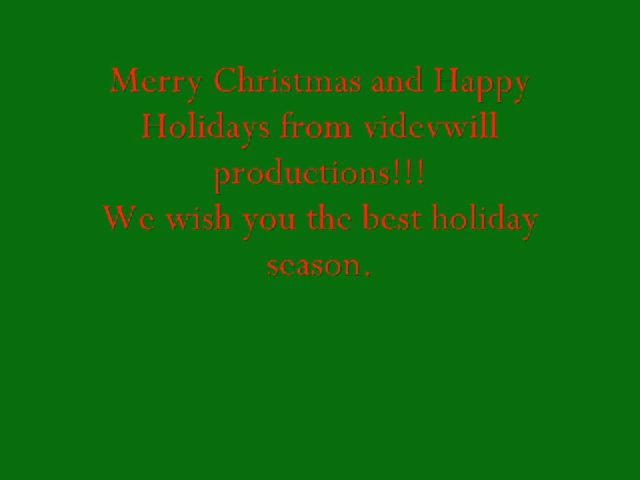 Merry Christmas and Happy
Holidays from videvwill
productions!!!
We wish you the best holiday
season.